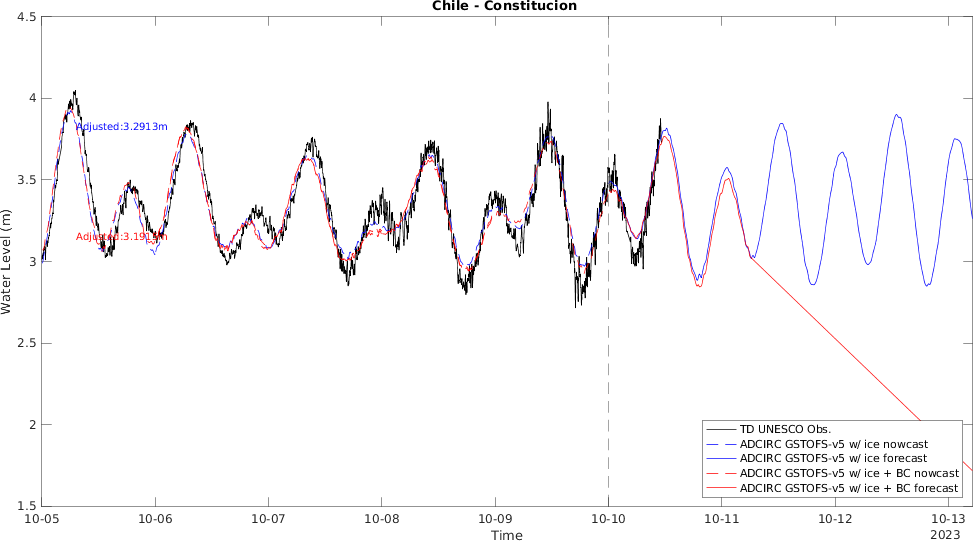 Chile - Constitucion
4.5
4
3.5
3
2.5
2
1.5
Water Level (m)
Adjusted:3.2913m
Adjusted:3.1913m
TD UNESCO Obs.
ADCIRC GSTOFS-v5 w/ ice nowcast
ADCIRC GSTOFS-v5 w/ ice forecast
ADCIRC GSTOFS-v5 w/ ice + BC nowcast
ADCIRC GSTOFS-v5 w/ ice + BC forecast
10-05 10-06 10-07 10-08 10-09 10-10 10-11 10-12 10-13
2023
Time